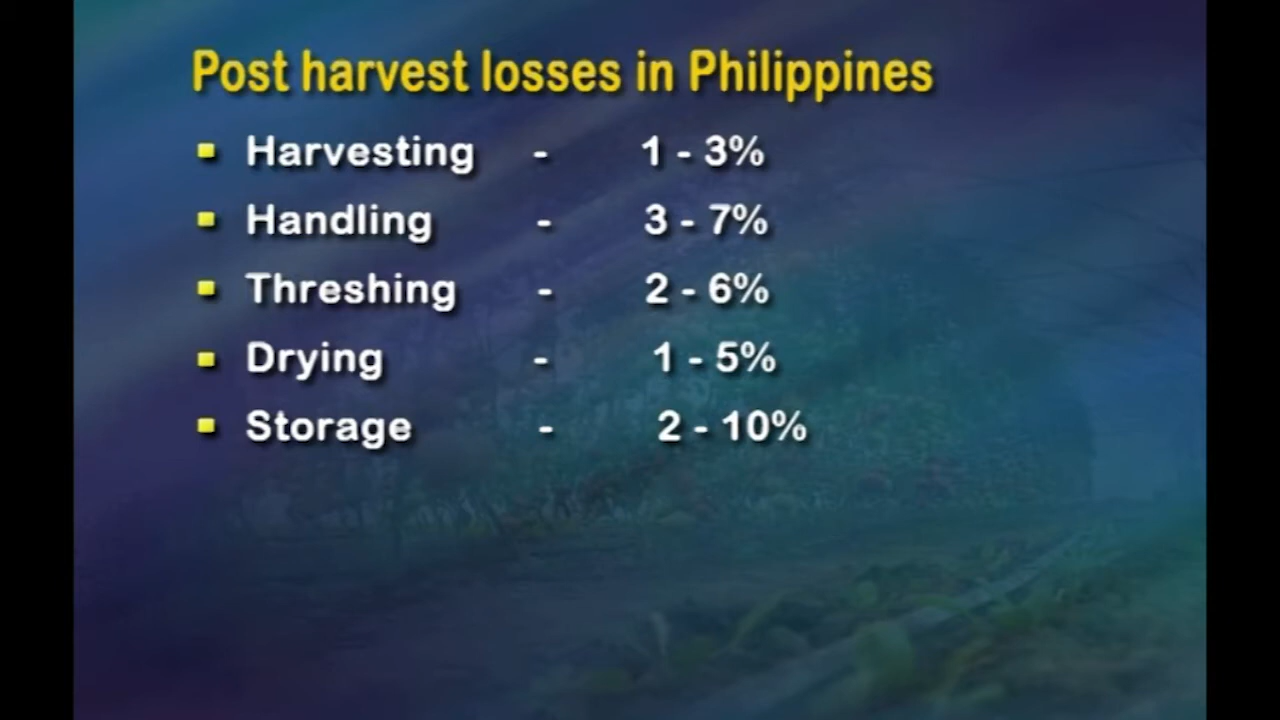 Post harvest losses in Philippines
▪ Harvesting - 1 - 3%
▪ Handling - 3 - 7%
▪ Threshing - 2 - 6%
▪ Drying - 1 - 5%
▪ Storage - 2 - 10%